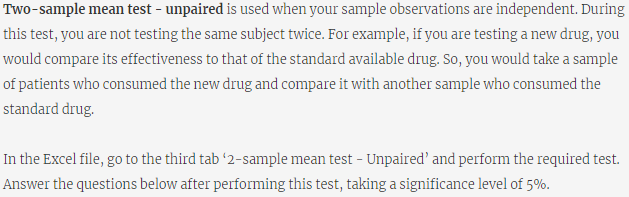 Two-sample mean test - unpaired is used when your sample observations are independent. During
this test, you are not testing the same subject twice. For example, if you are testing a new drug, you
would compare its effectiveness to that of the standard available drug. So, you would take a sample
of patients who consumed the new drug and compare it with another sample who consumed the
standard drug.
In the Excel file, go to the third tab ‘2-sample mean test - Unpaired’ and perform the required test.
Answer the questions below after performing this test, taking a significance level of 5%.